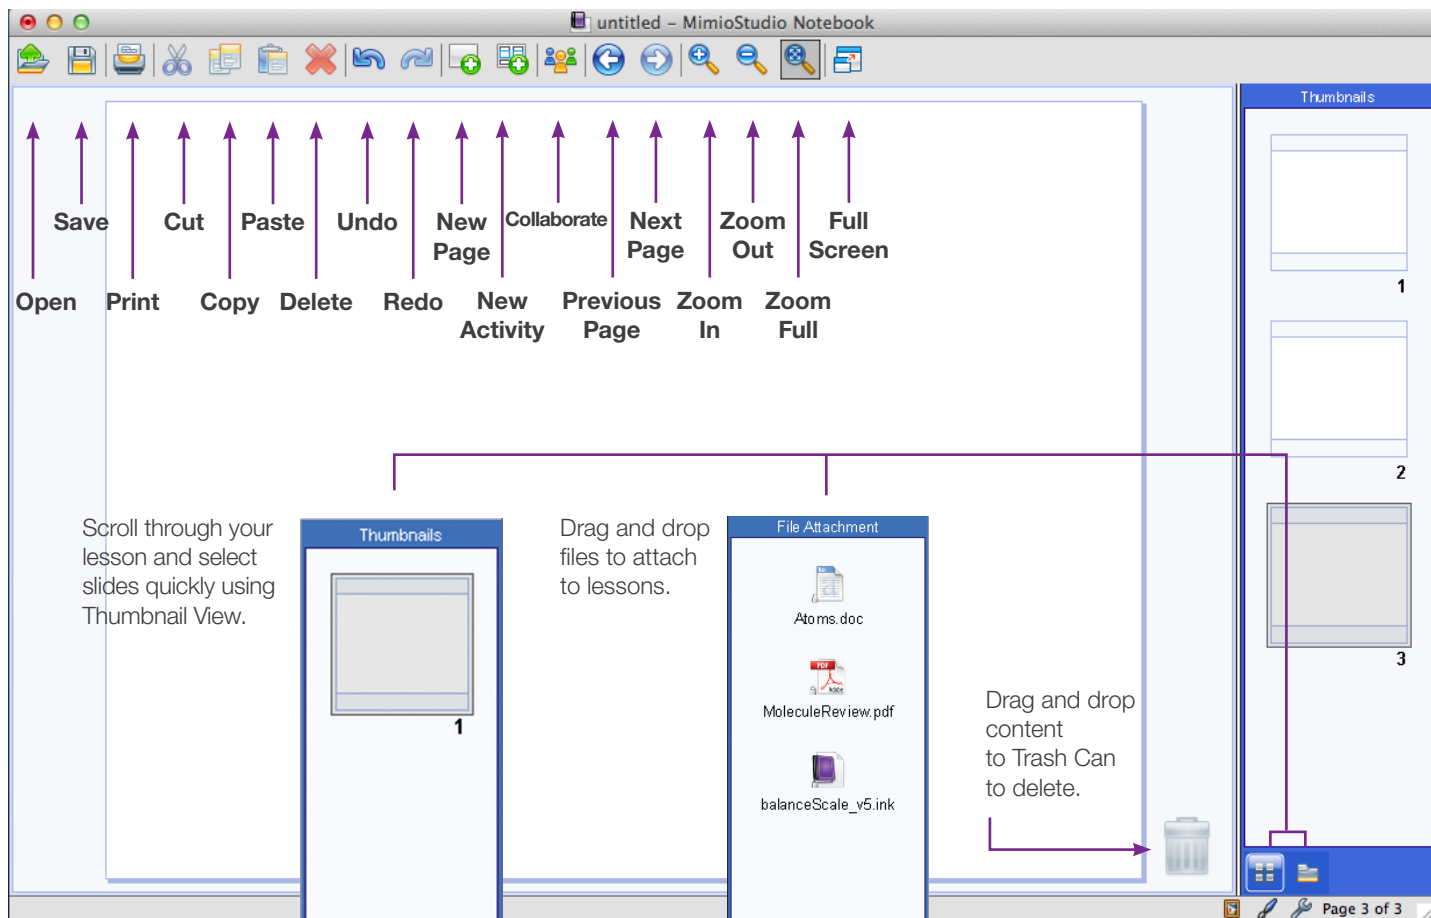 untitled – MimioStudio Notebook
Thumbnails
Save
Cut
Paste
Undo
New
Page
Collaborate
Next
Page
Zoom
Out
Full
Screen
Open
Print
Copy
Delete
Redo
New
Activity
Previous
Page
Zoom
In
Zoom
Full
1
2
3
Scroll through your
lesson and select
slides quickly using
Thumbnail View.
Thumbnails
1
Drag and drop
files to attach
to lessons.
File Attachment
Atoms.doc
PDF
Adobe
MoleculeReview.pdf
balanceScale_v5.ink
Drag and drop
content
to Trash Can
to delete.
Page 3 of 3